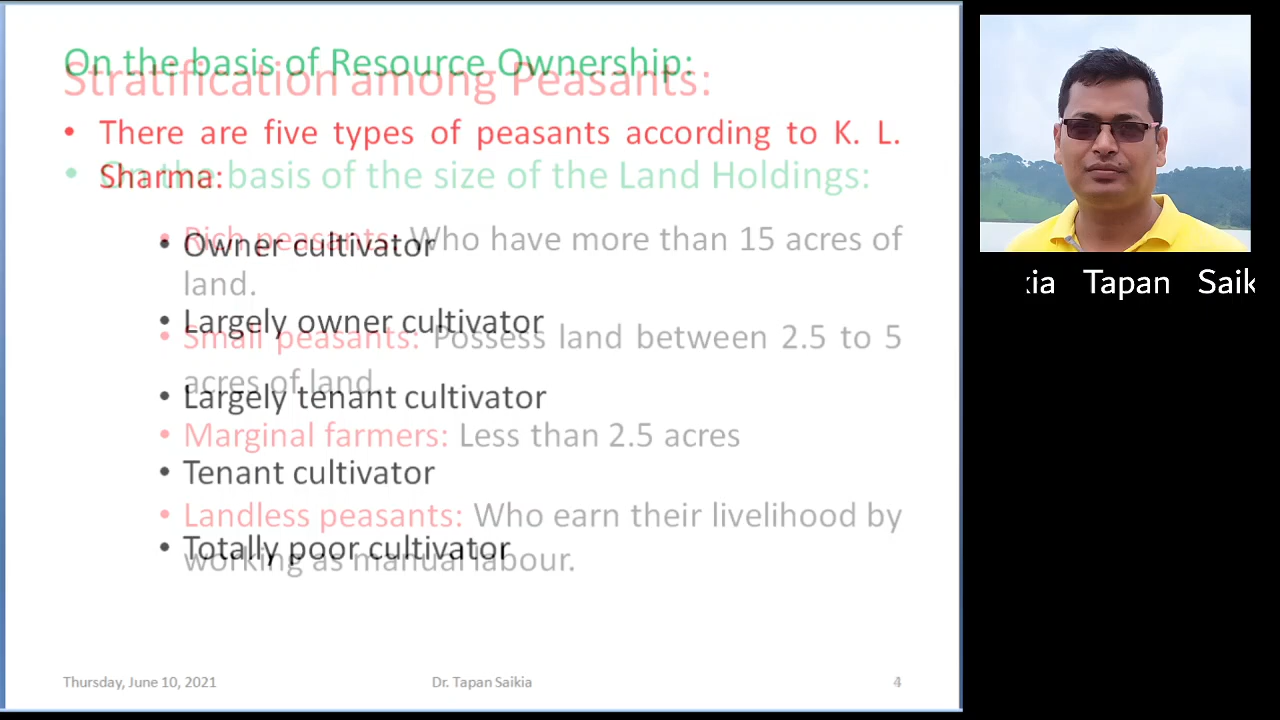 On the basis of Resource Ownership:
Stratification among Peasants:
• There are five types of peasants according to K. L.
Sharma:
• On the basis of the size of the Land Holdings:
• Rich peasants: Who have more than 15 acres of
land.
• Owner cultivator
• Largely owner cultivator
• Small peasants: Possess land between 2.5 to 5
acres of land.
• Largely tenant cultivator
• Marginal farmers: Less than 2.5 acres
• Tenant cultivator
• Landless peasants: Who earn their livelihood by
working as manual labour.
• Totally poor cultivator
Thursday, June 10, 2021
Dr. Tapan Saikia
4
kia Tapan Saik